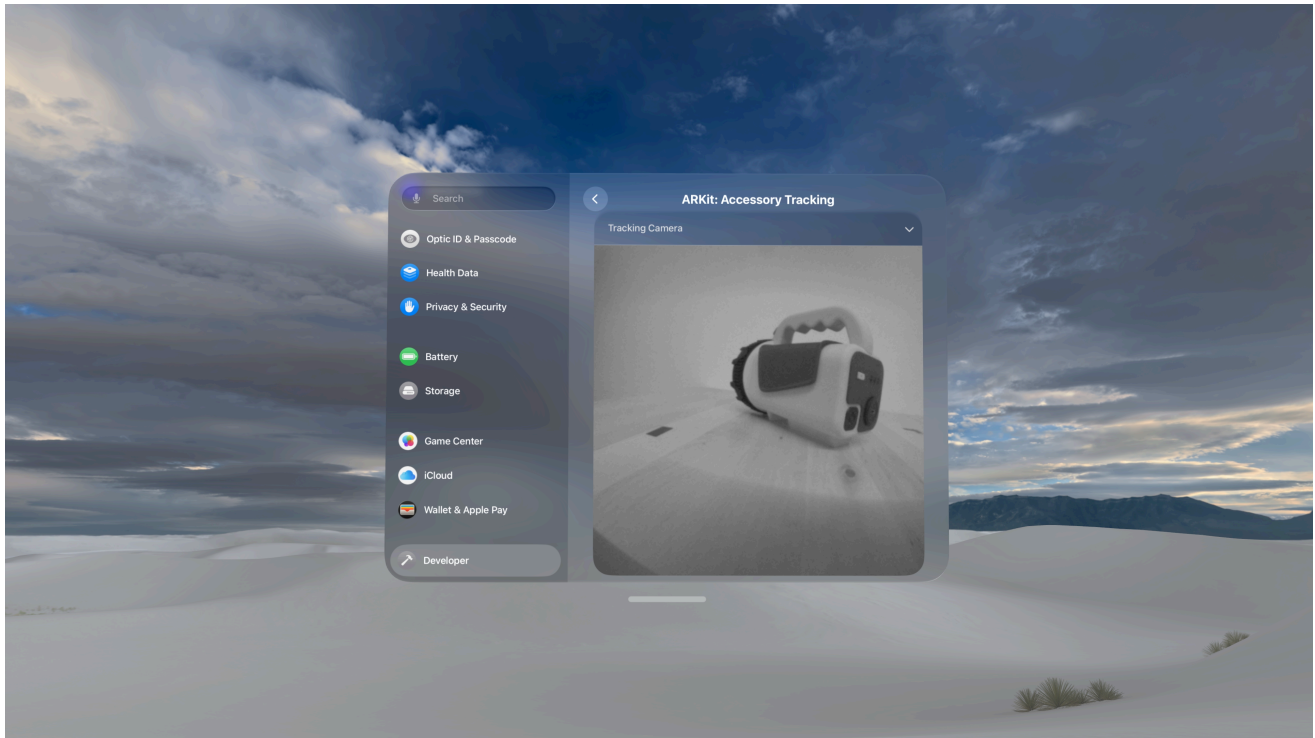 Search
Optic ID & Passcode
Health Data
Privacy & Security
Battery
Storage
Game Center
iCloud
Wallet & Apple Pay
Developer
ARKit: Accessory Tracking
Tracking Camera